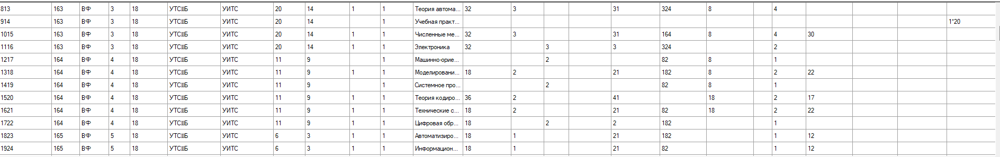 813 163 ВФ 3 18 УТСШБ УИТС 20 14 1 1 Теория автома... 32 3 31 324 8 4
914 163 ВФ 3 18 УТСШБ УИТС 20 14 1 Учебная практ... 1*20
1015 163 ВФ 3 18 УТСШБ УИТС 20 14 1 1 Численные ме... 32 3 31 164 8 4 30
1116 163 ВФ 3 18 УТСШБ УИТС 20 14 1 1 Электроника 32 3 3 324 2
1217 164 ВФ 4 18 УТСШБ УИТС 11 9 1 Машинно-орие... 2 82 8 1
1318 164 ВФ 4 18 УТСШБ УИТС 11 9 1 1 Моделировани... 18 2 21 182 8 2 22
1419 164 ВФ 4 18 УТСШБ УИТС 11 9 1 Системное про... 2 82 8 1
1520 164 ВФ 4 18 УТСШБ УИТС 11 9 1 1 Теория кодиро... 36 2 41 18 2 17
1621 164 ВФ 4 18 УТСШБ УИТС 11 9 1 1 Технические с... 18 2 21 82 18 2 22
1722 164 ВФ 4 18 УТСШБ УИТС 11 9 1 1 Цифровая обр... 18 2 2 182 1
1823 165 ВФ 5 18 УТСШБ УИТС 6 3 1 1 Автоматизиро... 18 1 21 182 1 12
1924 165 ВФ 5 18 УТСШБ УИТС 6 3 1 1 Информацион... 18 1 21 82 1 12